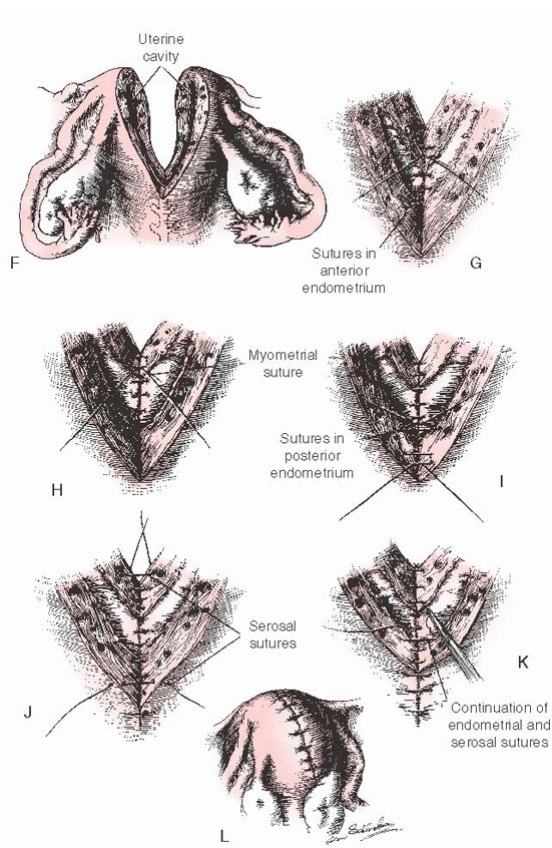 Uterine
cavity
F
Sutures in
anterior
endometrium
G
Myometrial
suture
H
Sutures in
posterior
endometrium
I
J
Serosal
sutures
K
Continuation of
endometrial and
serosal sutures
L